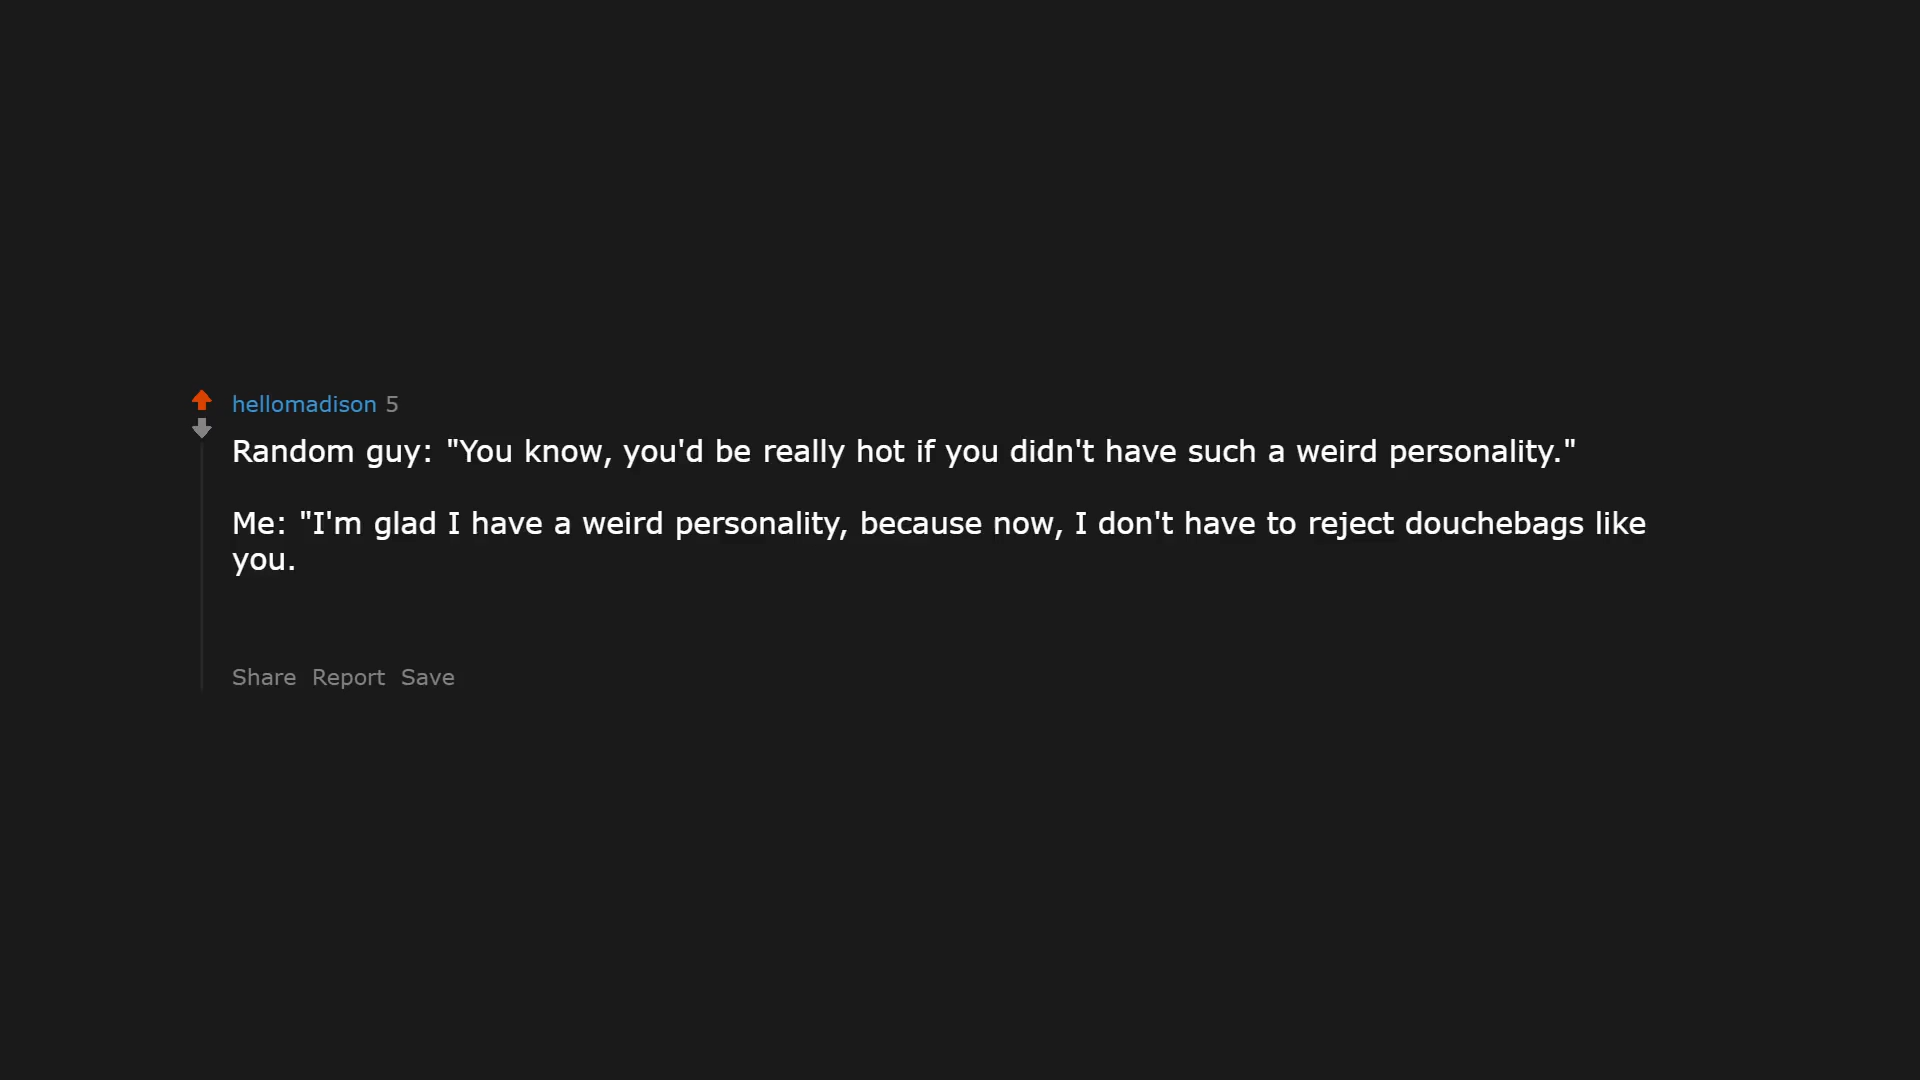 hellomadison 5
Random guy: "You know, you'd be really hot if you didn't have such a weird personality."
Me: "I'm glad I have a weird personality, because now, I don't have to reject douchebags like
you.
Share Report Save